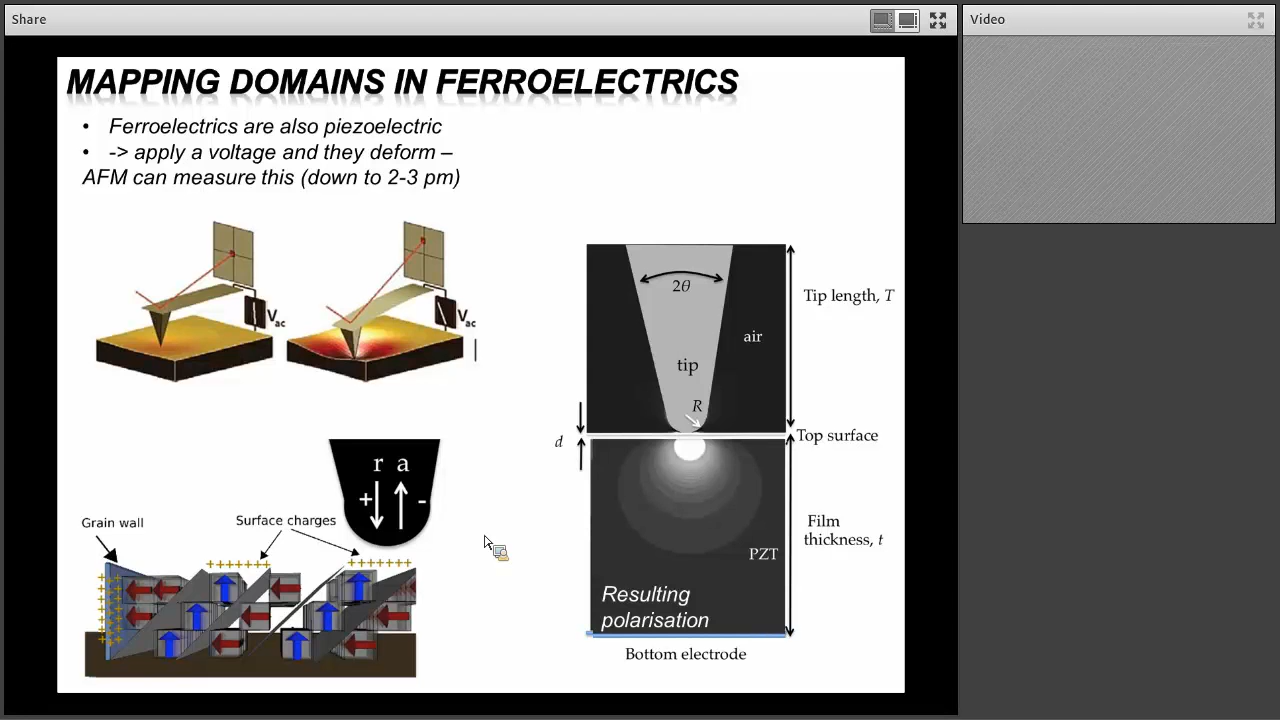 Share
Video
MAPPING DOMAINS IN FERROELECTRICS
• Ferroelectrics are also piezoelectric
• -> apply a voltage and they deform –
AFM can measure this (down to 2-3 pm)
Vac
Vac
2θ
Tip length, T
air
tip
R
d
Top surface
r a
+ -
Grain wall
Surface charges
Film
thickness, t
PZT
Resulting
polarisation
Bottom electrode